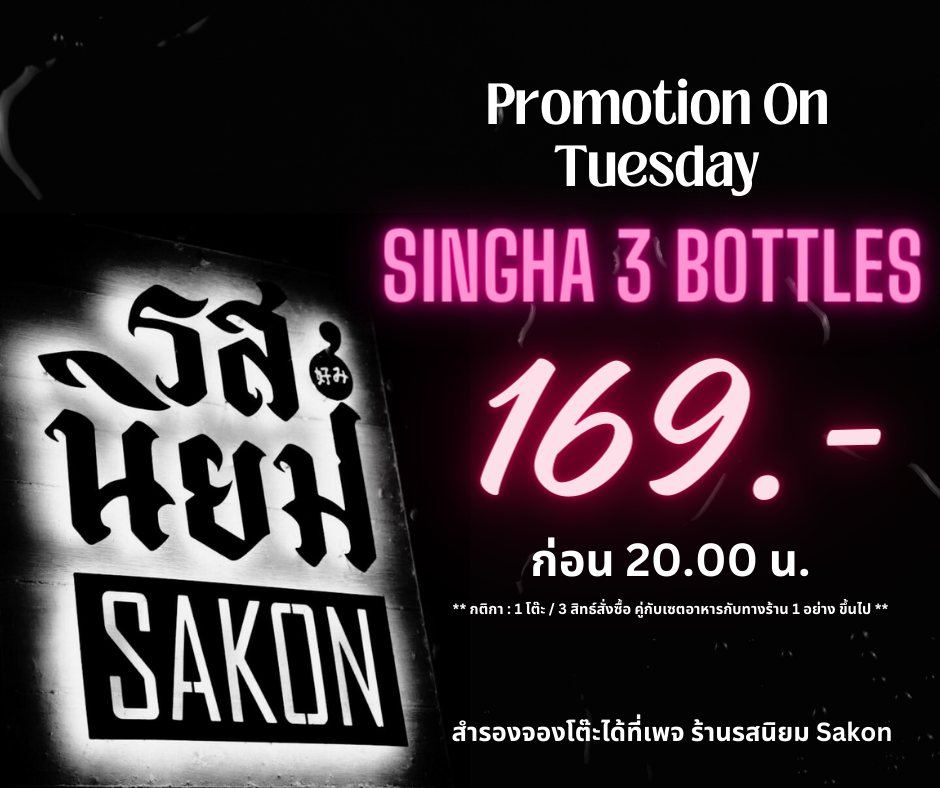 Promotion On
Tuesday
SINGHA 3 BOTTLES
169.-
ก่อน 20.00 น.
** กติกา : 1 โต๊ะ / 3 สิทธ์สั่งซื้อ คู่กับเซตอาหารกับทางร้าน 1 อย่าง ขึ้นไป **
สำรองจองโต๊ะได้ที่เพจ ร้านรสนิยม Sakon
รส
好み
นิยม
SAKON